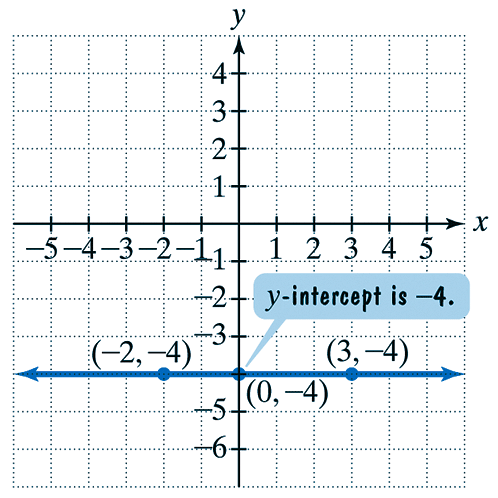 y
4
3
2
1
−5 −4 −3 −2 −1 1 2 3 4 5 x
−1
−2
y-intercept is −4.
−3
(−2, −4) (3, −4)
(0, −4)
−5
−6